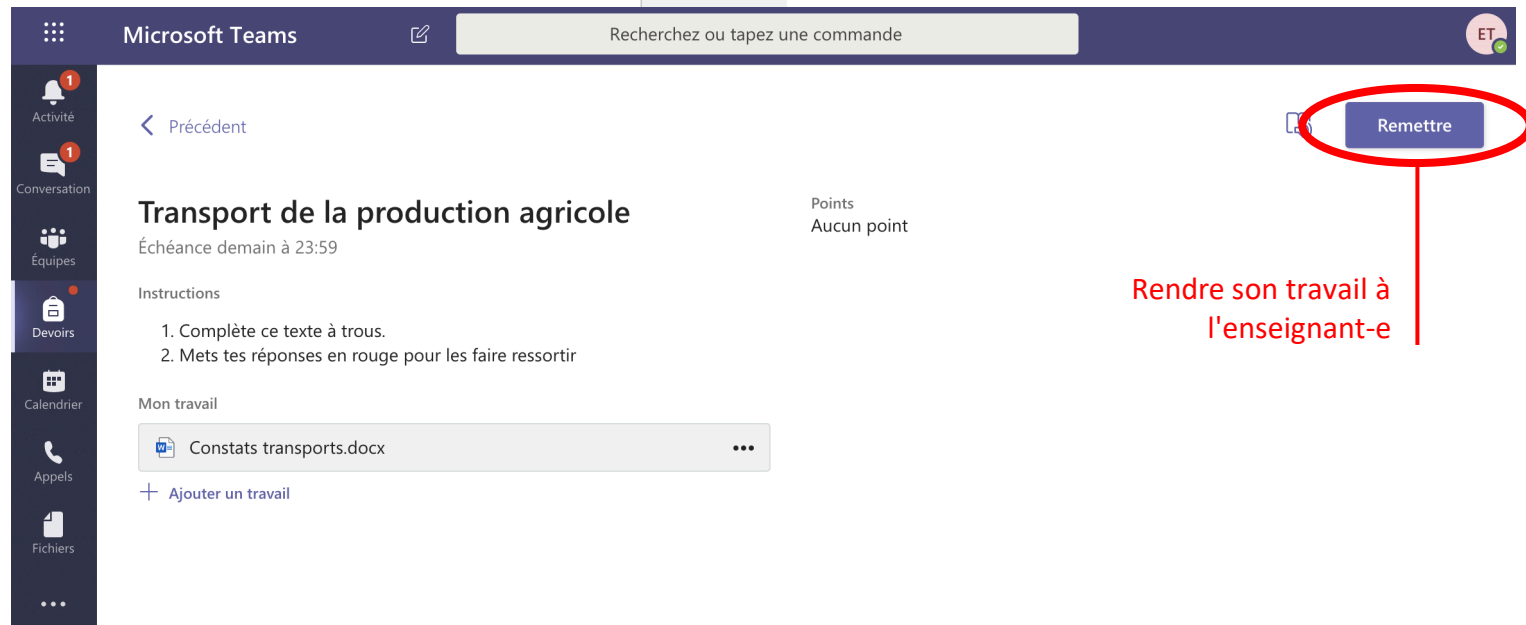 Microsoft Teams
Recherchez ou tapez une commande
ET
1
Activité
1
Conversation
Équipes
Devoirs
Calendrier
Appels
Fichiers
Précédent
Remettre
Transport de la production agricole
Échéance demain à 23:59
Points
Aucun point
Instructions
1. Complète ce texte à trous.
2. Mets tes réponses en rouge pour les faire ressortir
Rendre son travail à
l'enseignant-e
Mon travail
Constats transports.docx
Ajouter un travail